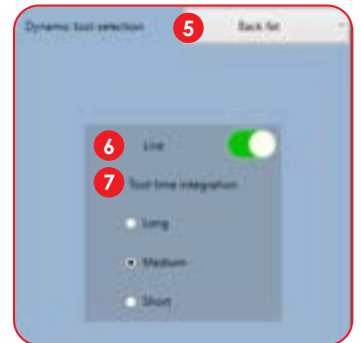 Dynamic tool selection 5 Back fat
6 Live
7 Tool time integration
Long
Medium
Short